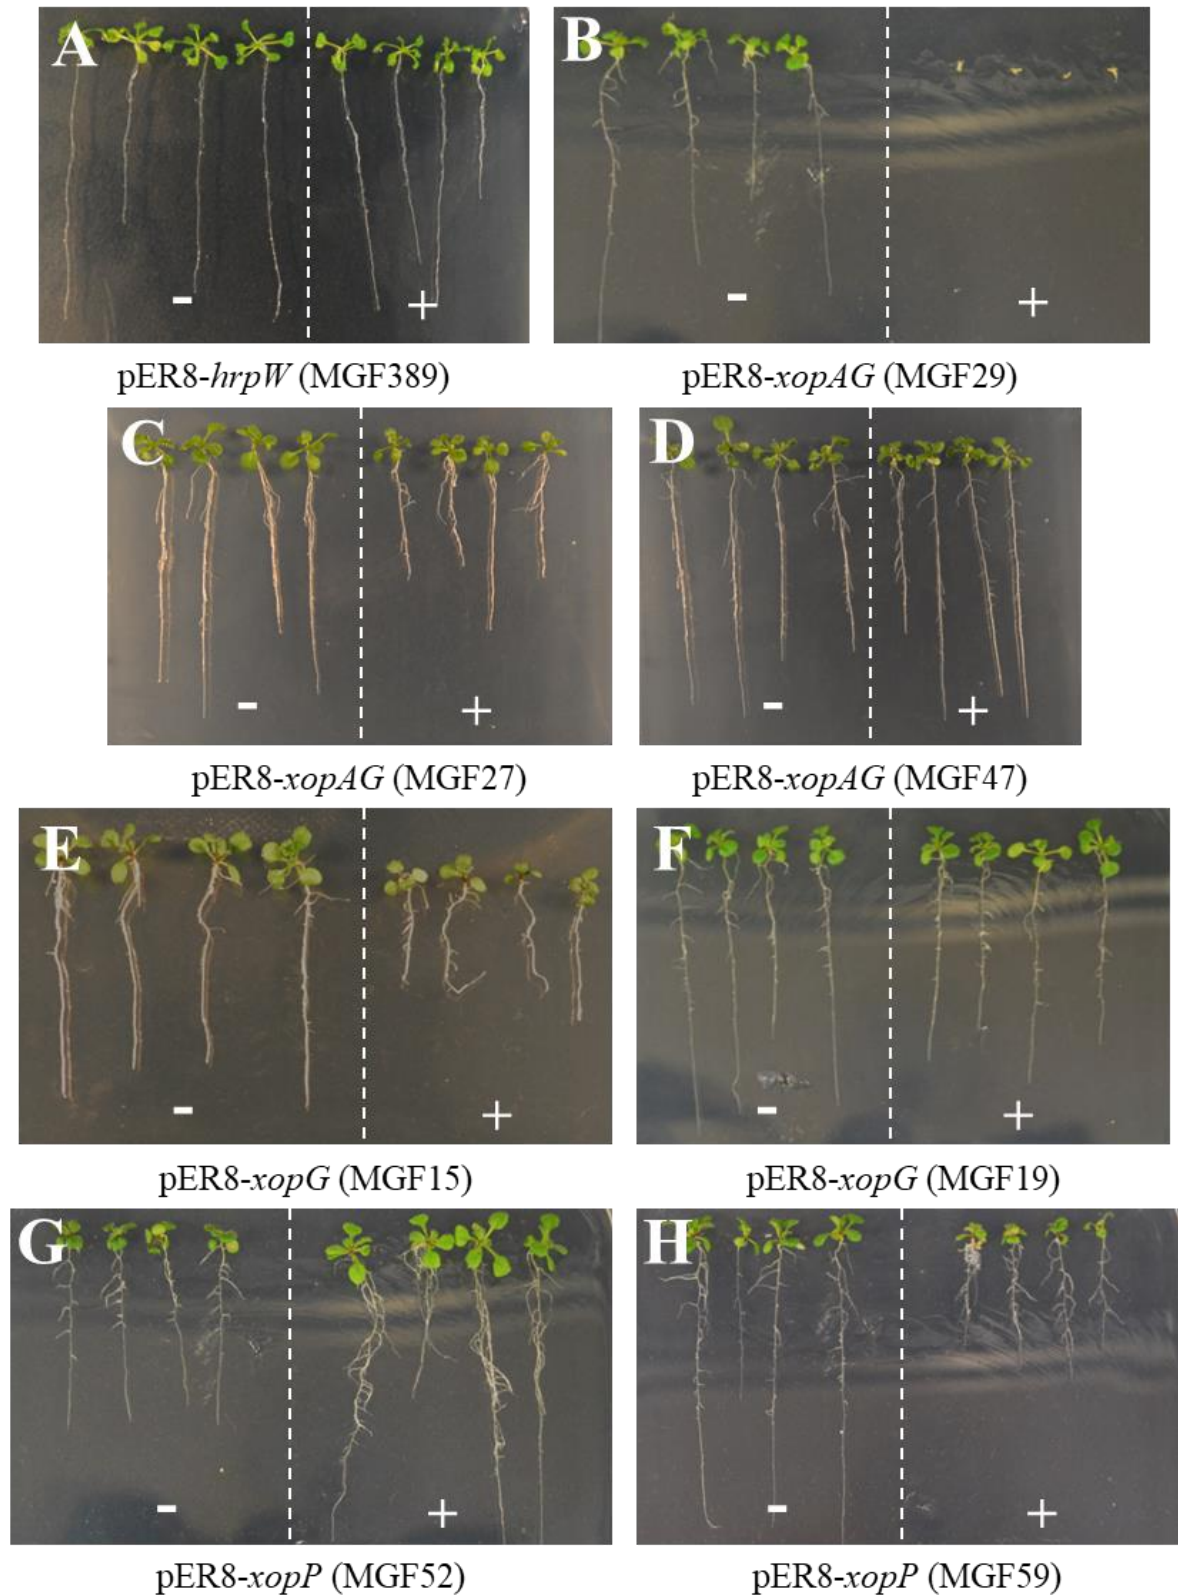 A B
- + - +
pER8-hrpW (MGF389) pER8-xopAG (MGF29)
C D
- + - +
pER8-xopAG (MGF27) pER8-xopAG (MGF47)
E F
- + - +
pER8-xopG (MGF15) pER8-xopG (MGF19)
G H
- + - +
pER8-xopP (MGF52) pER8-xopP (MGF59)